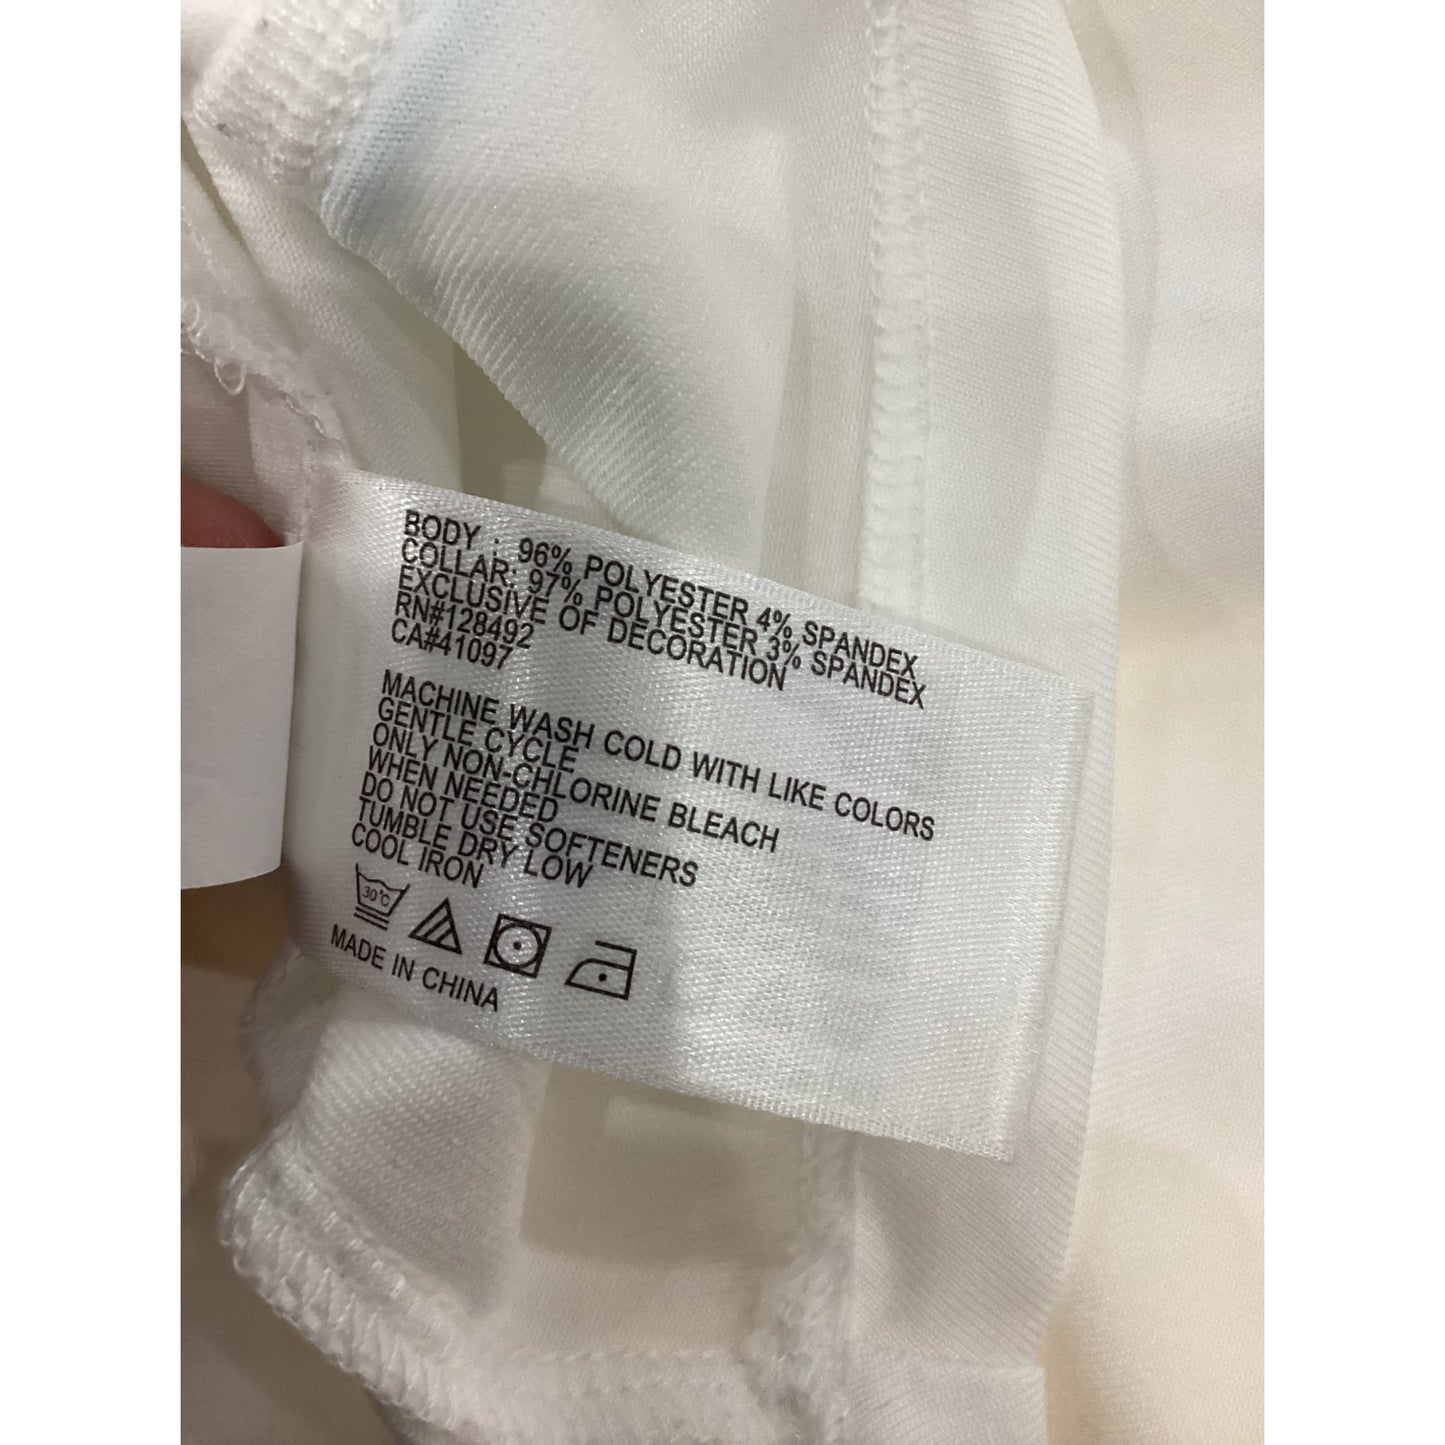 BODY : 96% POLYESTER 4% SPANDEX
COLLAR: 97% POLYESTER 3% SPANDEX
EXCLUSIVE OF DECORATION
RN#128492
CA#41097
MACHINE WASH COLD WITH LIKE COLORS
GENTLE CYCLE
ONLY NON-CHLORINE BLEACH
WHEN NEEDED
DO NOT USE SOFTENERS
TUMBLE DRY LOW
COOL IRON
30°C
MADE IN CHINA